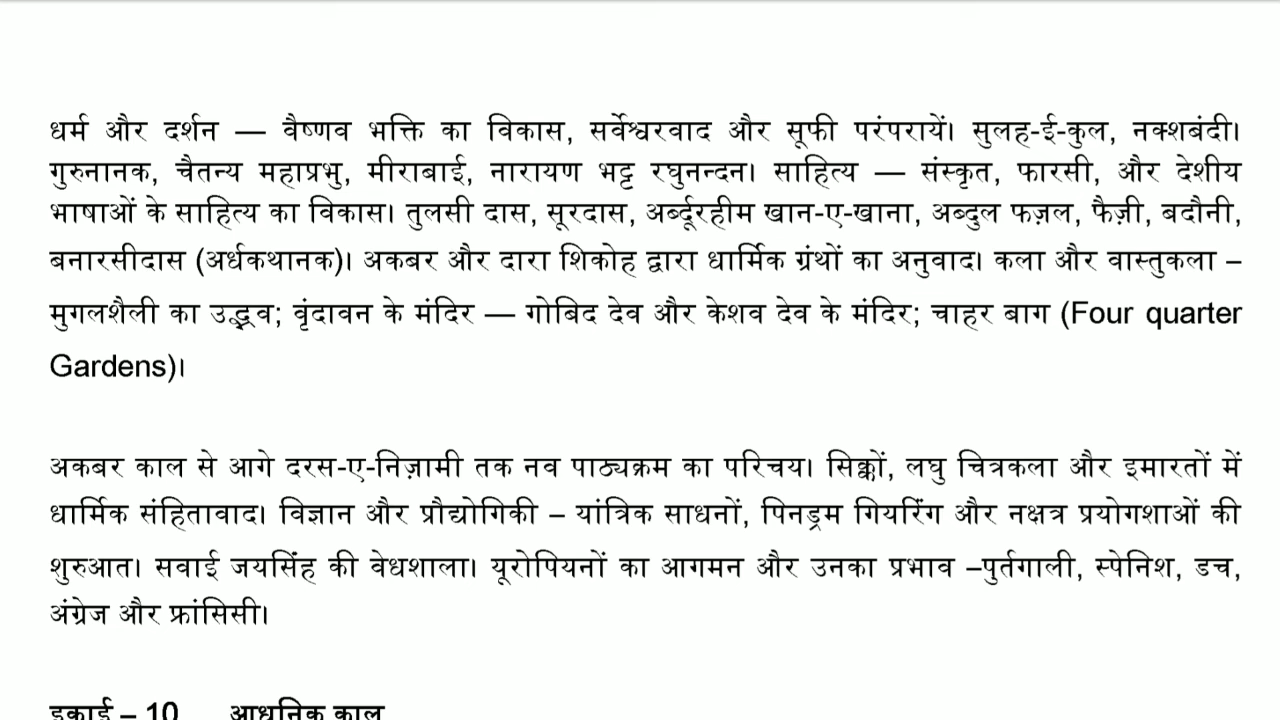 धर्म और दर्शन — वैष्णव भक्ति का विकास, सर्वेश्वरवाद और सूफी परंपरायें। सुलह-ई-कुल, नक्शबंदी।
गुरुनानक, चैतन्य महाप्रभु, मीराबाई, नारायण भट्ट रघुनन्दन। साहित्य — संस्कृत, फारसी, और देशीय
भाषाओं के साहित्य का विकास। तुलसी दास, सूरदास, अर्ब्दूरहीम खान-ए-खाना, अब्दुल फज़ल, फैज़ी, बदौनी,
बनारसीदास (अर्धकथानक)। अकबर और दारा शिकोह द्वारा धार्मिक ग्रंथों का अनुवाद। कला और वास्तुकला –
मुगलशैली का उद्भव; वृंदावन के मंदिर — गोबिद देव और केशव देव के मंदिर; चाहर बाग (Four quarter
Gardens)।
अकबर काल से आगे दरस-ए-निज़ामी तक नव पाठ्यक्रम का परिचय। सिक्कों, लघु चित्रकला और इमारतों में
धार्मिक संहितावाद। विज्ञान और प्रौद्योगिकी – यांत्रिक साधनों, पिनड्रम गियरिंग और नक्षत्र प्रयोगशाओं की
शुरुआत। सवाई जयसिंह की वेधशाला। यूरोपियनों का आगमन और उनका प्रभाव –पुर्तगाली, स्पेनिश, डच,
अंग्रेज और फ्रांसिसी।
इकाई – 10 आधुनिक काल